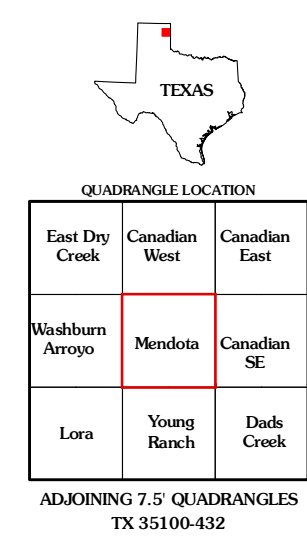 TEXAS
QUADRANGLE LOCATION
East Dry
Creek
Canadian
West
Canadian
East
Washburn
Arroyo
Mendota
Canadian
SE
Lora
Young
Ranch
Dads
Creek
ADJOINING 7.5' QUADRANGLES
TX 35100-432